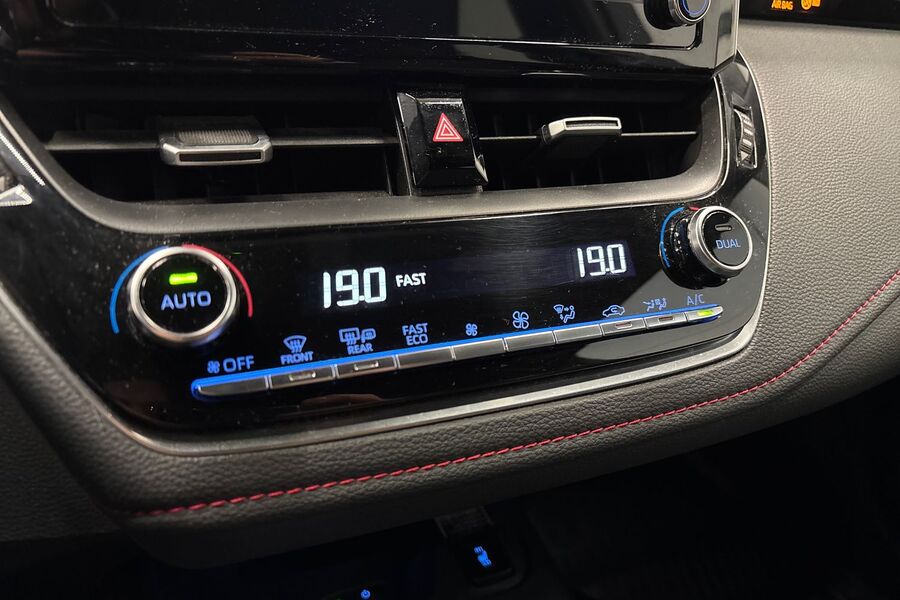 AIR BAG
DUAL
AUTO
19.0 FAST 19.0
OFF
FRONT
REAR
FAST
ECO
A/C